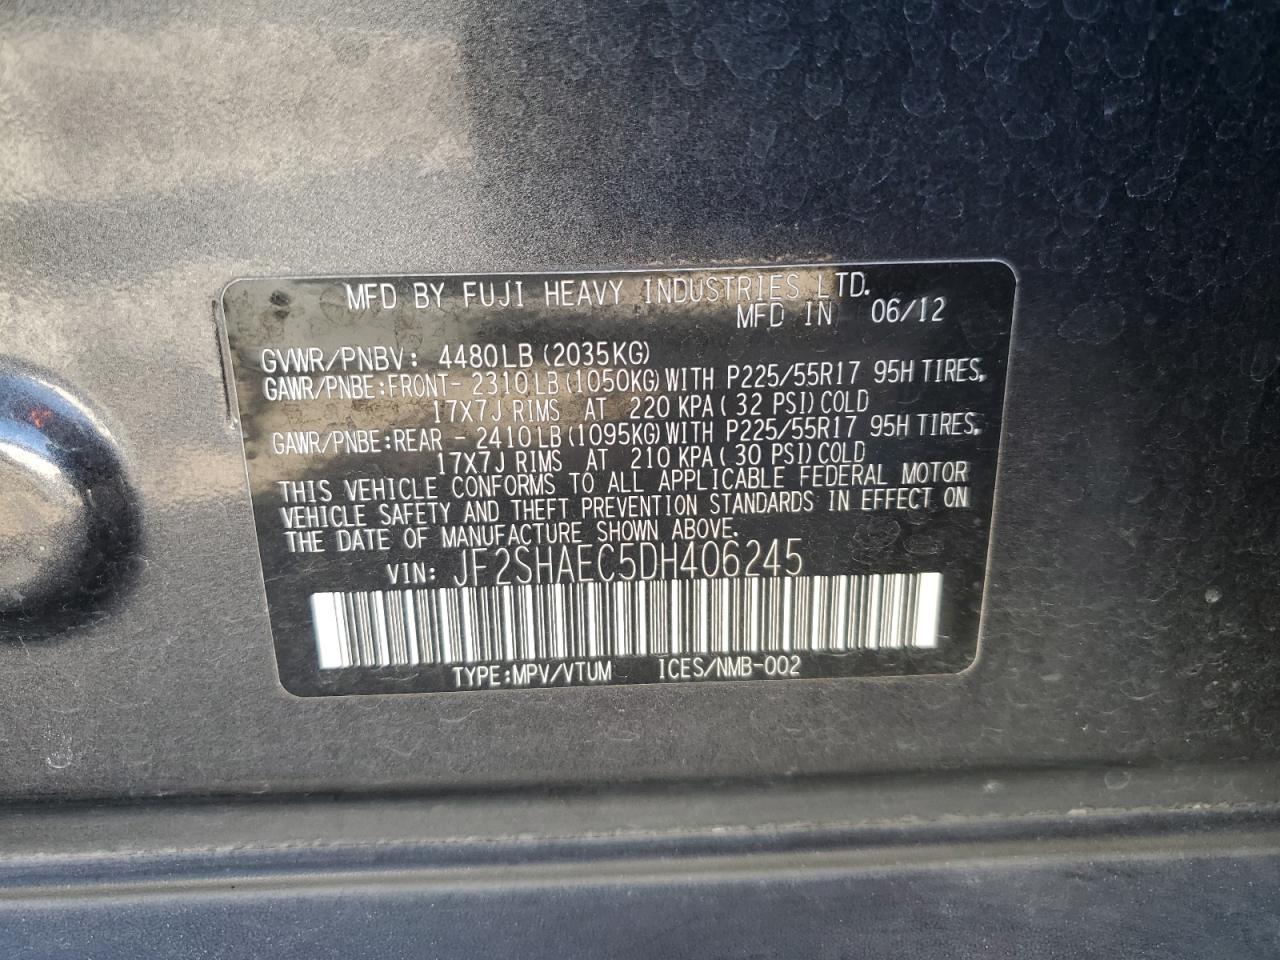 MFD BY FUJI HEAVY INDUSTRIES LTD.
MFD IN 06/12
GVWR/PNBV: 4480LB (2035KG)
GAWR/PNBE:FRONT- 2310LB (1050KG) WITH P225/55R17 95H TIRES,
17X7J RIMS AT 220 KPA ( 32 PSI) COLD
GAWR/PNBE:REAR - 2410LB (1095KG) WITH P225/55R17 95H TIRES,
17X7J RIMS AT 210 KPA ( 30 PSI) COLD
THIS VEHICLE CONFORMS TO ALL APPLICABLE FEDERAL MOTOR
VEHICLE SAFETY AND THEFT PREVENTION STANDARDS IN EFFECT ON
THE DATE OF MANUFACTURE SHOWN ABOVE.
VIN: JF2SHAEC5DH406245
TYPE:MPV/VTUM ICES/NMB-002